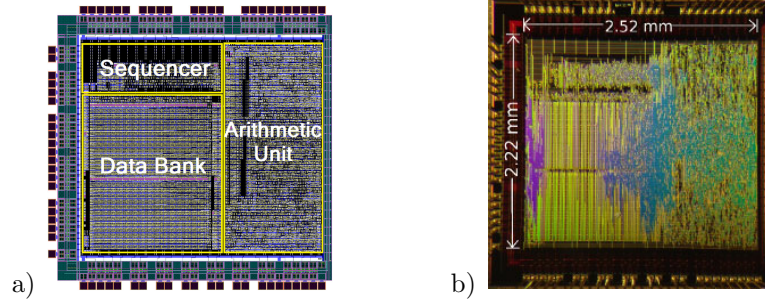 Sequencer
Data Bank
Arithmetic
Unit
a)
2.52 mm
2.22 mm
b)